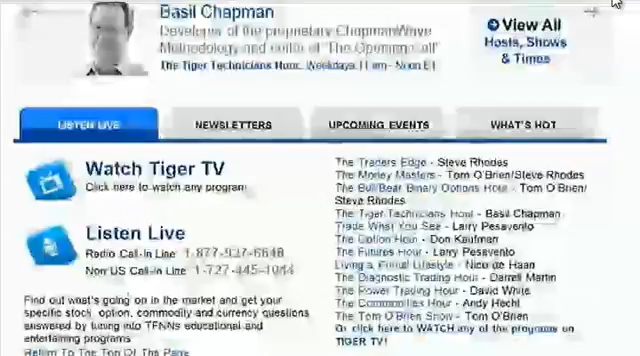 Basil Chapman
Developer of the proprietary ChapmanWave
Methodology and editor of 'The Opening Call'
The Tiger Technicians Hour, Weekdays 11am - Noon ET
View All
Hosts, Shows
& Times
LISTEN LIVE
NEWSLETTERS
UPCOMING EVENTS
WHAT'S HOT
Watch Tiger TV
Click here to watch any program
Listen Live
Radio Call-in Line 1-877-927-6648
Non US Call-in Line 1-727-445-1044
Find out what's going on in the market and get your
specific stock, option, commodity and currency questions
answered by tuning into TFNNs educational and
entertaining programs
Return To The Top Of The Page
The Traders Edge - Steve Rhodes
The Money Masters - Tom O'Brien/Steve Rhodes
The Bull/Bear Binary Options Hour - Tom O'Brien/
Steve Rhodes
The Tiger Technicians Hour - Basil Chapman
Trade What You See - Larry Pesavento
The Option Hour - Don Kaufman
The Futures Hour - Larry Pesavento
Living a Primal Lifestyle - Nico de Haan
The Diagnostic Trading Hour - Darrell Martin
The Power Trading Hour - David White
The Commodities Hour - Andy Hecht
The Tom O'Brien Show - Tom O'Brien
Or click here to WATCH any of the programs on
TIGER TV!